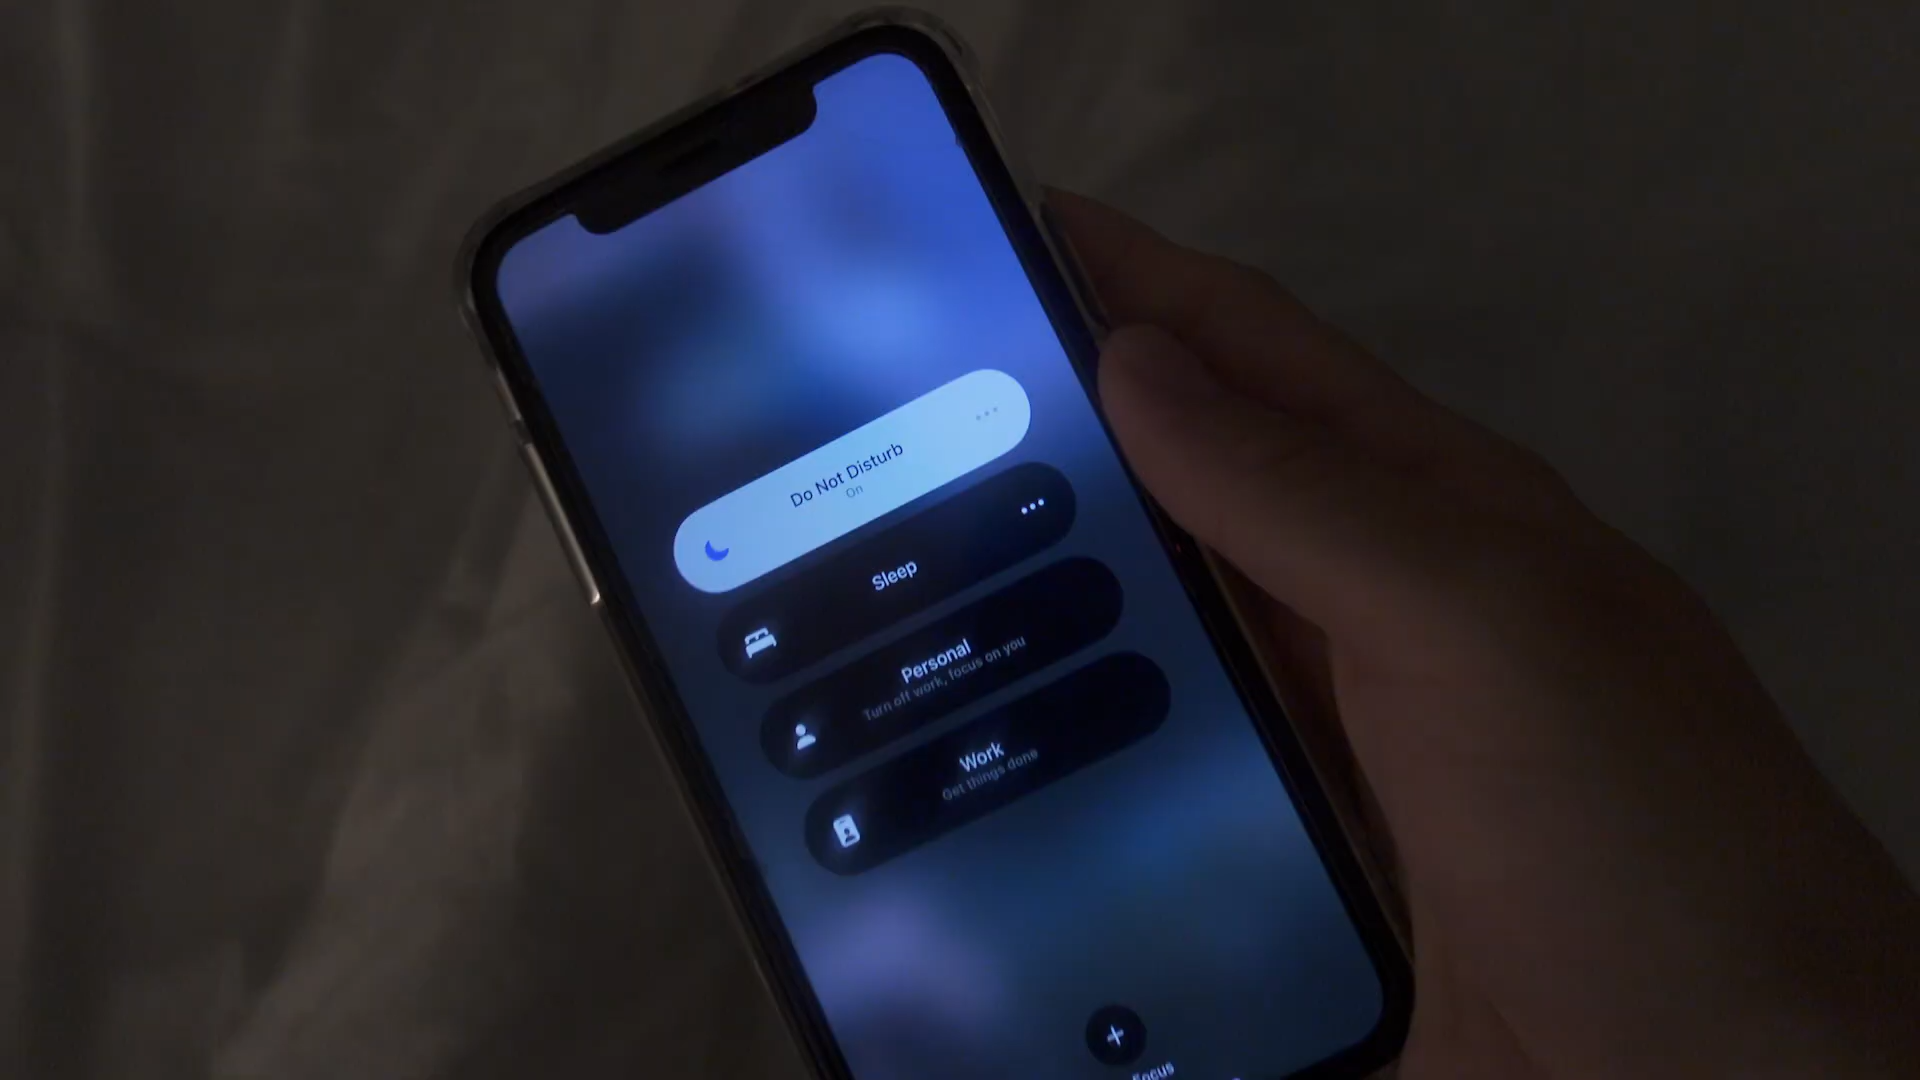 Do Not Disturb
On
Sleep
Personal
Turn off work, focus on you
Work
Get things done
Focus